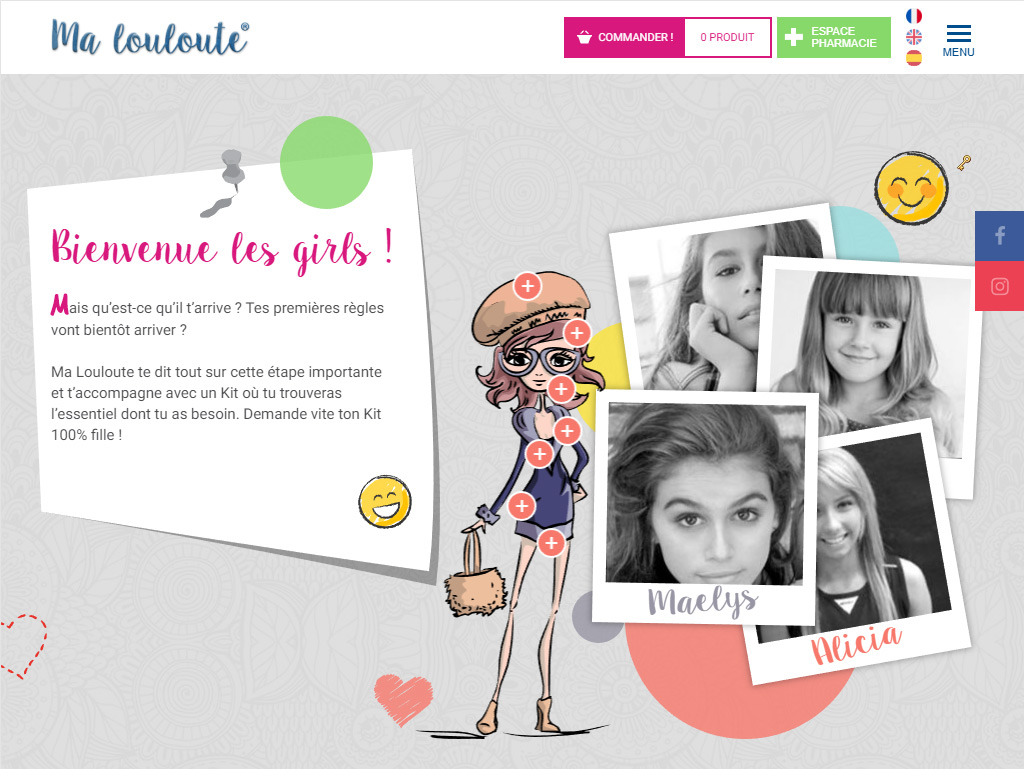 Ma louloute®
COMMANDER !
0 PRODUIT
ESPACE
PHARMACIE
MENU
Bienvenue les girls !
Mais qu’est-ce qu’il t’arrive ? Tes premières règles
vont bientôt arriver ?
Ma Louloute te dit tout sur cette étape importante
et t’accompagne avec un Kit où tu trouveras
l’essentiel dont tu as besoin. Demande vite ton Kit
100% fille !
Maelys
Alicia